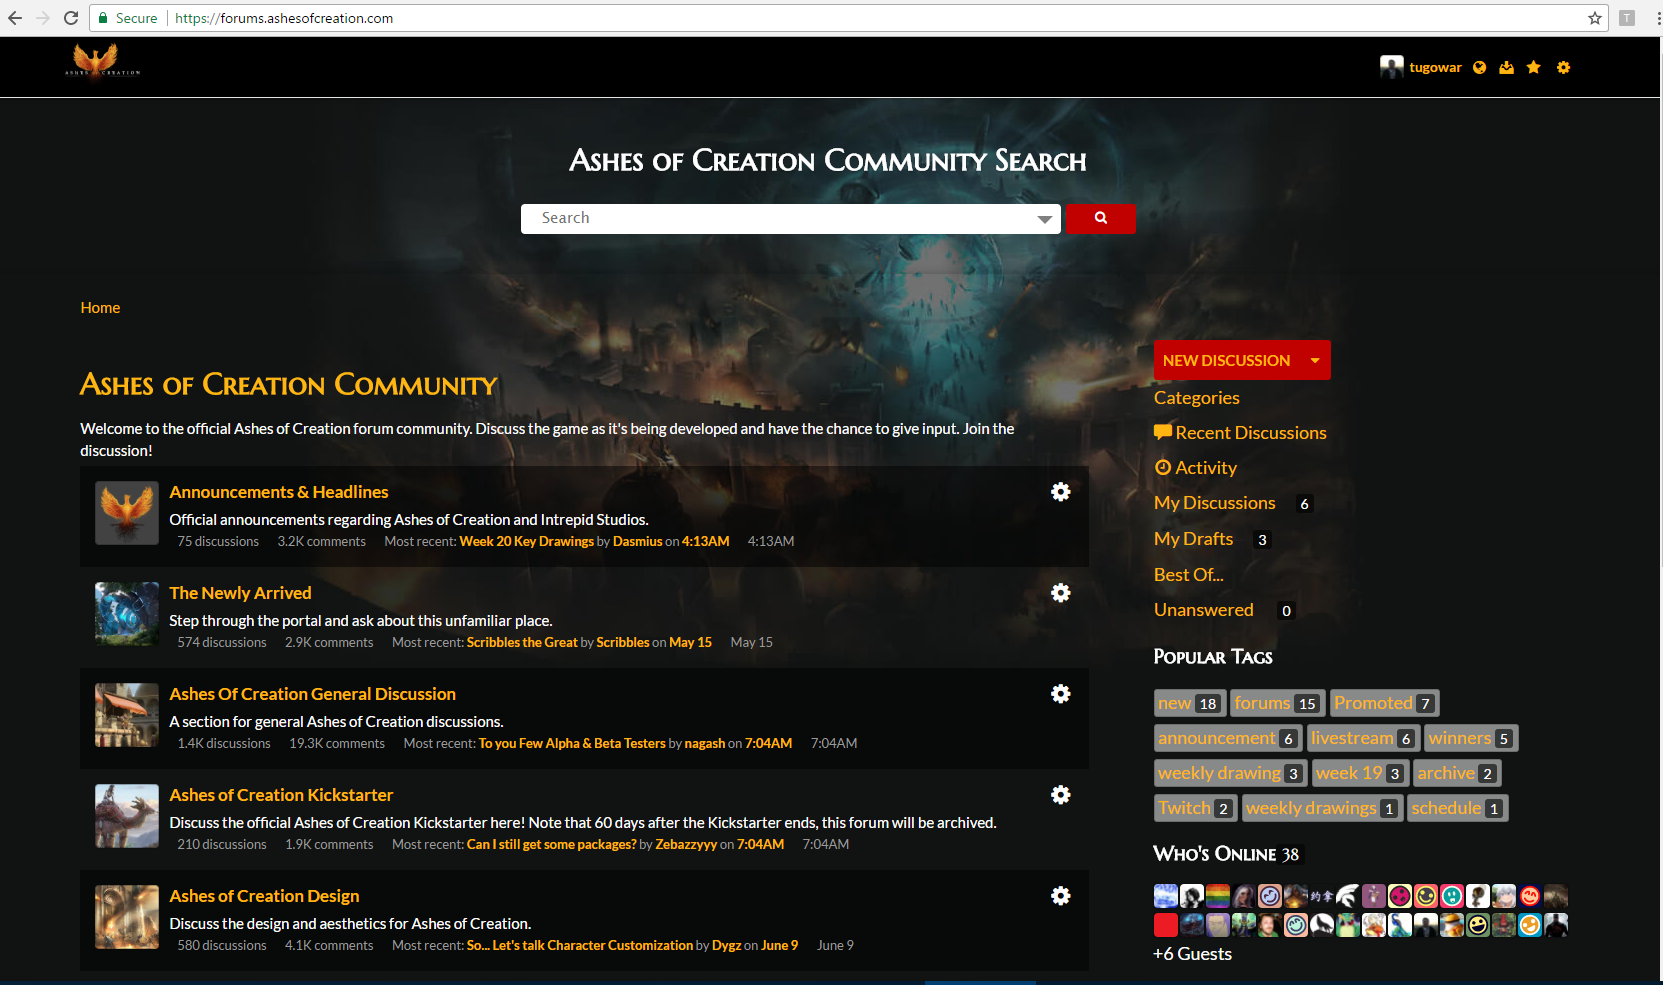 Secure | https://forums.ashesofcreation.com
T
ASHES OF CREATION
tugowar
Ashes of Creation Community Search
Search
Home
Ashes of Creation Community
Welcome to the official Ashes of Creation forum community. Discuss the game as it's being developed and have the chance to give input. Join the
discussion!
Announcements & Headlines
Official announcements regarding Ashes of Creation and Intrepid Studios.
75 discussions 3.2K comments Most recent: Week 20 Key Drawings by Dasmius on 4:13AM 4:13AM
The Newly Arrived
Step through the portal and ask about this unfamiliar place.
574 discussions 2.9K comments Most recent: Scribbles the Great by Scribbles on May 15 May 15
Ashes Of Creation General Discussion
A section for general Ashes of Creation discussions.
1.4K discussions 19.3K comments Most recent: To you Few Alpha & Beta Testers by nagash on 7:04AM 7:04AM
Ashes of Creation Kickstarter
Discuss the official Ashes of Creation Kickstarter here! Note that 60 days after the Kickstarter ends, this forum will be archived.
210 discussions 1.9K comments Most recent: Can I still get some packages? by Zebazzyyy on 7:04AM 7:04AM
Ashes of Creation Design
Discuss the design and aesthetics for Ashes of Creation.
580 discussions 4.1K comments Most recent: So... Let's talk Character Customization by Dygz on June 9 June 9
NEW DISCUSSION
Categories
Recent Discussions
Activity
My Discussions 6
My Drafts 3
Best Of...
Unanswered 0
Popular Tags
new 18 forums 15 Promoted 7
announcement 6 livestream 6 winners 5
weekly drawing 3 week 19 3 archive 2
Twitch 2 weekly drawings 1 schedule 1
Who's Online 38
约拿
+6 Guests